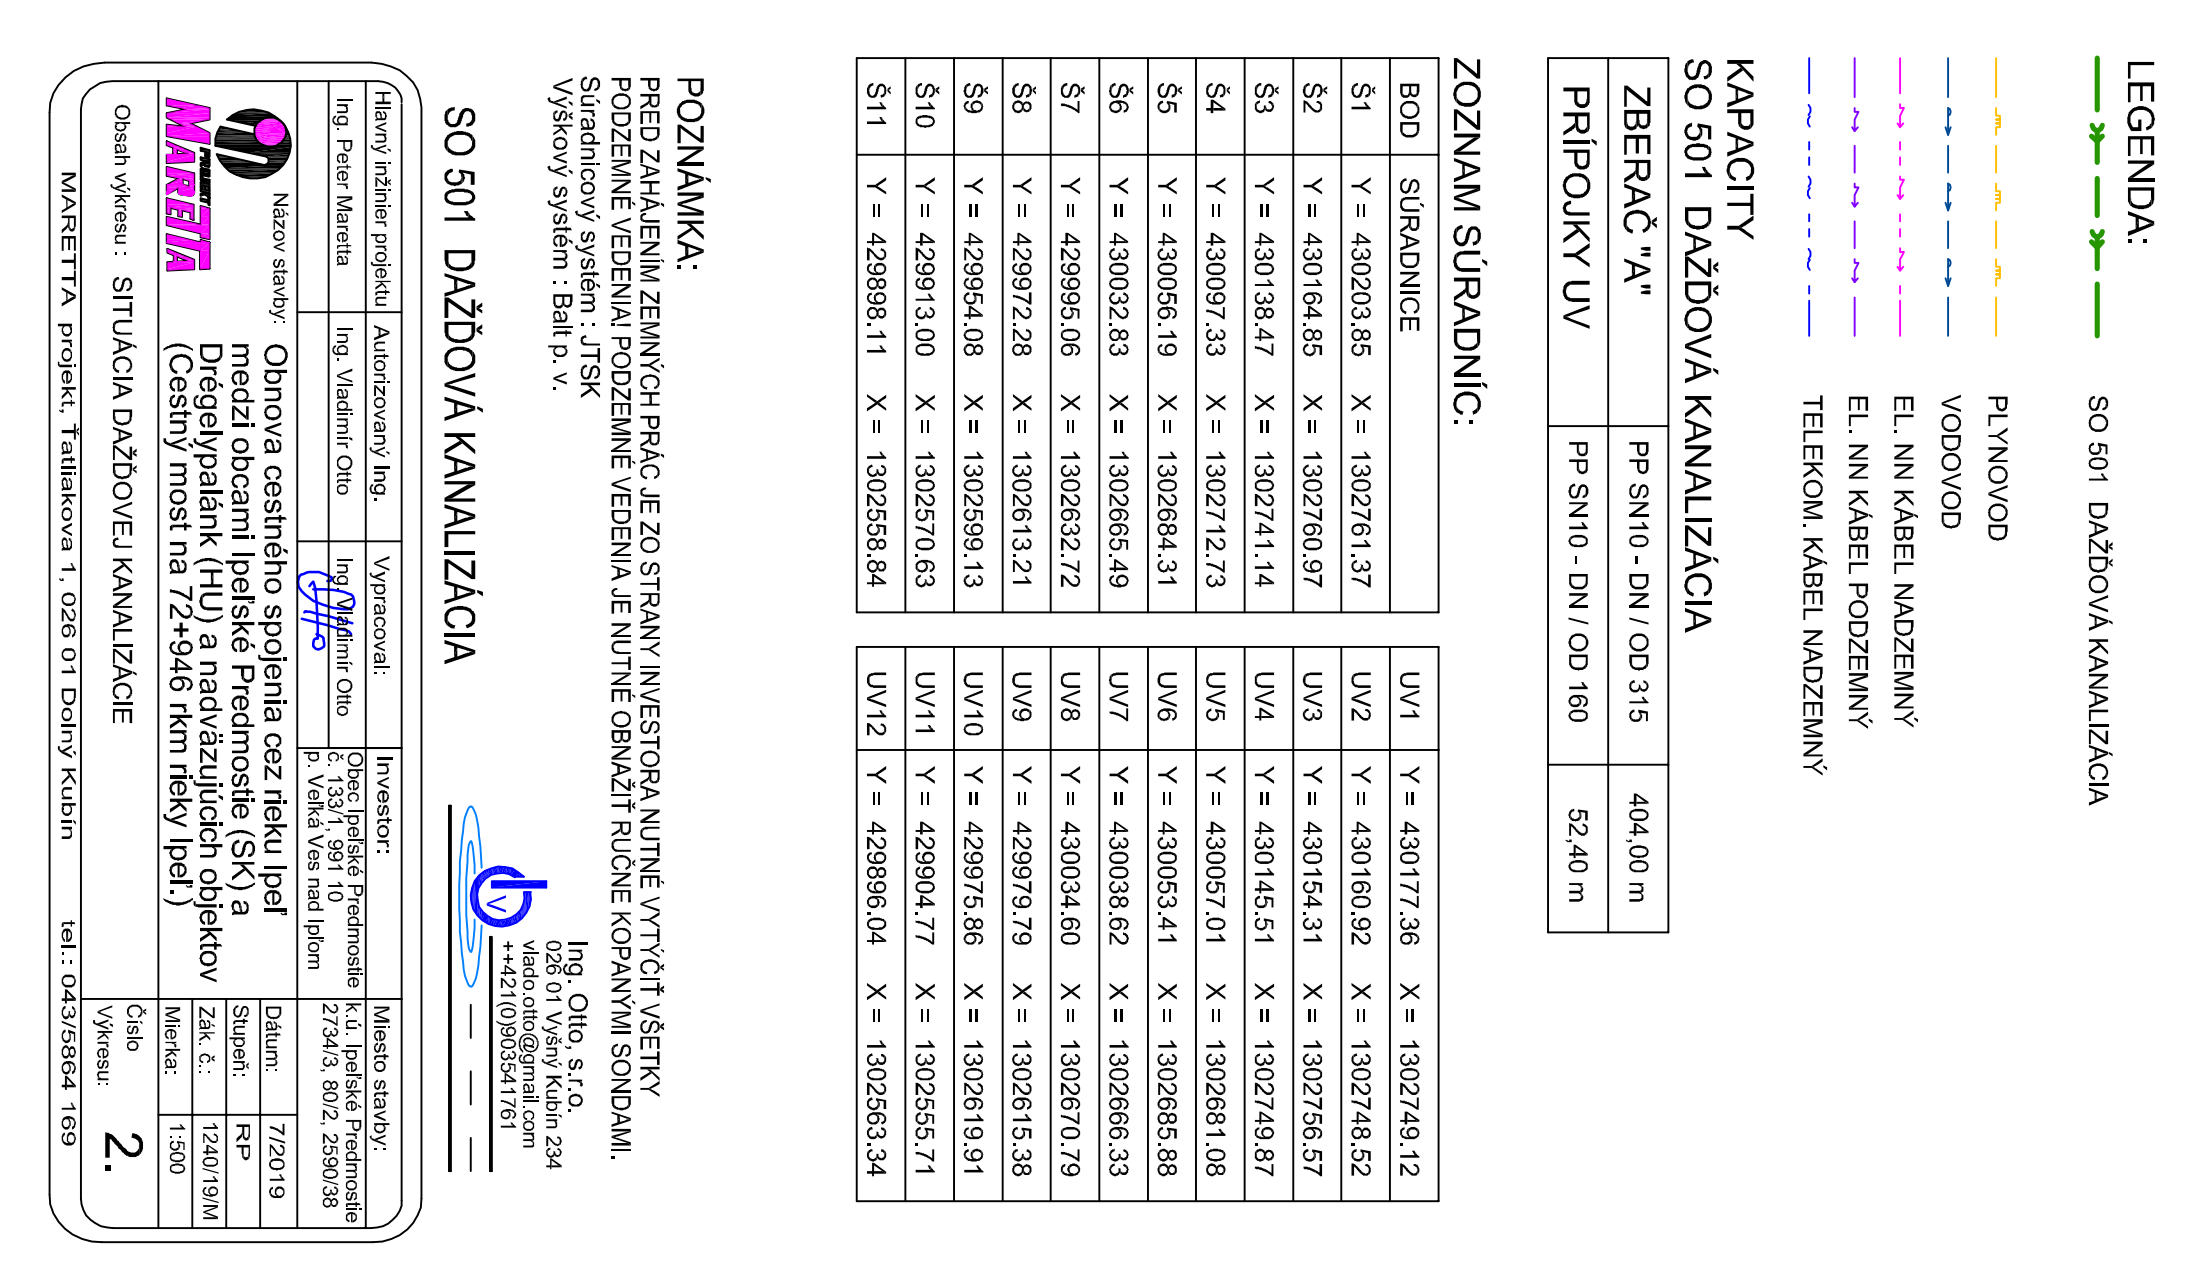 LEGENDA:
SO 501 DAŽĎOVÁ KANALIZÁCIA
PLYNOVOD
VODOVOD
EL. NN KÁBEL NADZEMNÝ
EL. NN KÁBEL PODZEMNÝ
TELEKOM. KÁBEL NADZEMNÝ
KAPACITY
SO 501 DAŽĎOVÁ KANALIZÁCIA
ZBERAČ "A" PP SN10 - DN / OD 315 404,00 m
PRÍPOJKY UV PP SN10 - DN / OD 160 52,40 m
ZOZNAM SÚRADNÍC:
BOD SÚRADNICE
Š1 Y = 430203.85 X = 1302761.37
Š2 Y = 430164.85 X = 1302760.97
Š3 Y = 430138.47 X = 1302741.14
Š4 Y = 430097.33 X = 1302712.73
Š5 Y = 430056.19 X = 1302684.31
Š6 Y = 430032.83 X = 1302665.49
Š7 Y = 429995.06 X = 1302632.72
Š8 Y = 429972.28 X = 1302613.21
Š9 Y = 429954.08 X = 1302599.13
Š10 Y = 429913.00 X = 1302570.63
Š11 Y = 429898.11 X = 1302558.84
UV1 Y = 430177.36 X = 1302749.12
UV2 Y = 430160.92 X = 1302748.52
UV3 Y = 430154.31 X = 1302756.57
UV4 Y = 430145.51 X = 1302749.87
UV5 Y = 430057.01 X = 1302681.08
UV6 Y = 430053.41 X = 1302685.88
UV7 Y = 430038.62 X = 1302666.33
UV8 Y = 430034.60 X = 1302670.79
UV9 Y = 429979.79 X = 1302615.38
UV10 Y = 429975.86 X = 1302619.91
UV11 Y = 429904.77 X = 1302555.71
UV12 Y = 429896.04 X = 1302563.34
POZNÁMKA:
PRED ZAHÁJENÍM ZEMNÝCH PRÁC JE ZO STRANY INVESTORA NUTNÉ VYTÝČIŤ VŠETKY
PODZEMNÉ VEDENIA! PODZEMNÉ VEDENIA JE NUTNÉ OBNAŽIŤ RUČNE KOPANÝMI SONDAMI.
Súradnicový systém : JTSK
Výškový systém : Balt p. v.
SO 501 DAŽĎOVÁ KANALIZÁCIA
V
Ing. Otto, s.r.o.
026 01 Vyšný Kubín 234
vlado.otto@gmail.com
++421(0)903541761
Hlavný inžinier projektu Autorizovaný Ing. Vypracoval: Investor: Miesto stavby:
Ing. Peter Maretta Ing. Vladimír Otto Ing. Vladimír Otto
Obec Ipeľské Predmostie
č. 133/1, 991 10
p. Veľká Ves nad Ipľom
k.ú. Ipeľské Predmostie
2734/3, 80/2, 2590/38
PROJEKT
MARETTA
Názov stavby:
Obnova cestného spojenia cez rieku Ipeľ
medzi obcami Ipeľské Predmostie (SK) a
Drégelypalánk (HU) a nadväzujúcich objektov
(Cestný most na 72+946 rkm rieky Ipeľ.)
Dátum: 7/2019
Stupeň: RP
Zák. č.: 1240/19/M
Mierka: 1:500
Obsah výkresu : SITUÁCIA DAŽĎOVEJ KANALIZÁCIE
Číslo
Výkresu: 2.
MARETTA projekt, Ťatliakova 1, 026 01 Dolný Kubín tel.: 043/5864 169